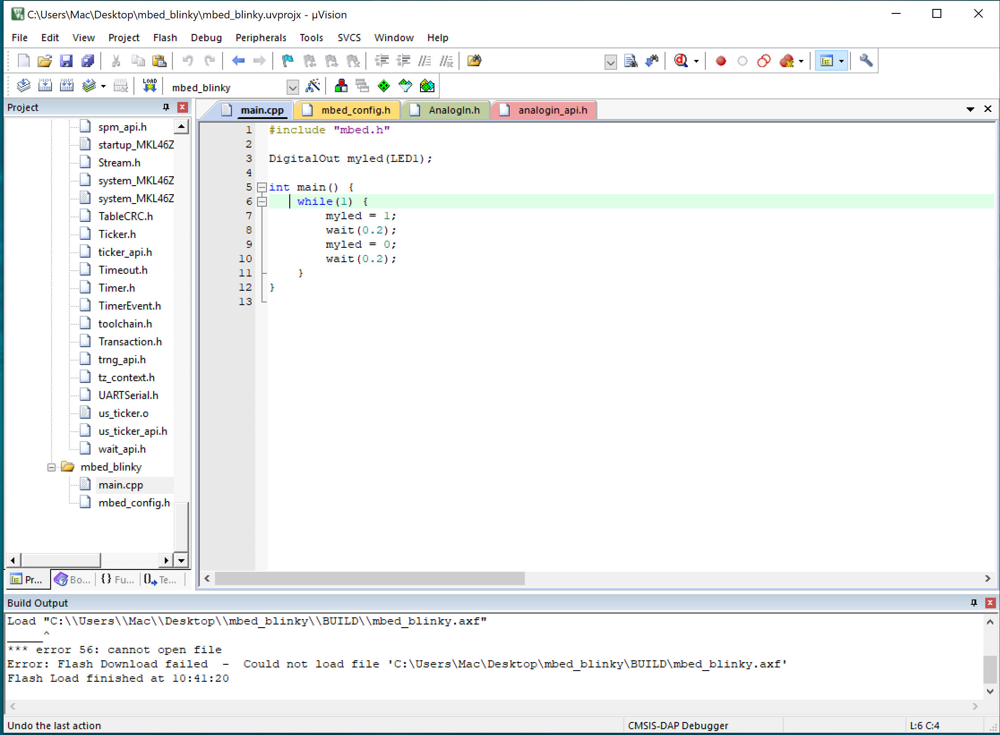 C:\Users\Mac\Desktop\mbed_blinky\mbed_blinky.uvprojx - µVision
File Edit View Project Flash Debug Peripherals Tools SVCS Window Help
LOAD mbed_blinky
Project
main.cpp mbed_config.h AnalogIn.h analogin_api.h
spm_api.h
startup_MKL46Z
Stream.h
system_MKL46Z
system_MKL46Z
TableCRC.h
Ticker.h
ticker_api.h
Timeout.h
Timer.h
TimerEvent.h
toolchain.h
Transaction.h
trng_api.h
tz_context.h
UARTSerial.h
us_ticker.o
us_ticker_api.h
wait_api.h
mbed_blinky
main.cpp
mbed_config.h
Pr... Bo... {} Fu... Te...
1 #include "mbed.h"
2
3 DigitalOut myled(LED1);
4
5 int main() {
6 while(1) {
7 myled = 1;
8 wait(0.2);
9 myled = 0;
10 wait(0.2);
11 }
12 }
13
Build Output
Load "C:\\Users\\Mac\\Desktop\\mbed_blinky\\BUILD\\mbed_blinky.axf"
_____^
*** error 56: cannot open file
Error: Flash Download failed  -  Could not load file 'C:\Users\Mac\Desktop\mbed_blinky\BUILD\mbed_blinky.axf'
Flash Load finished at 10:41:20
Undo the last action CMSIS-DAP Debugger L:6 C:4